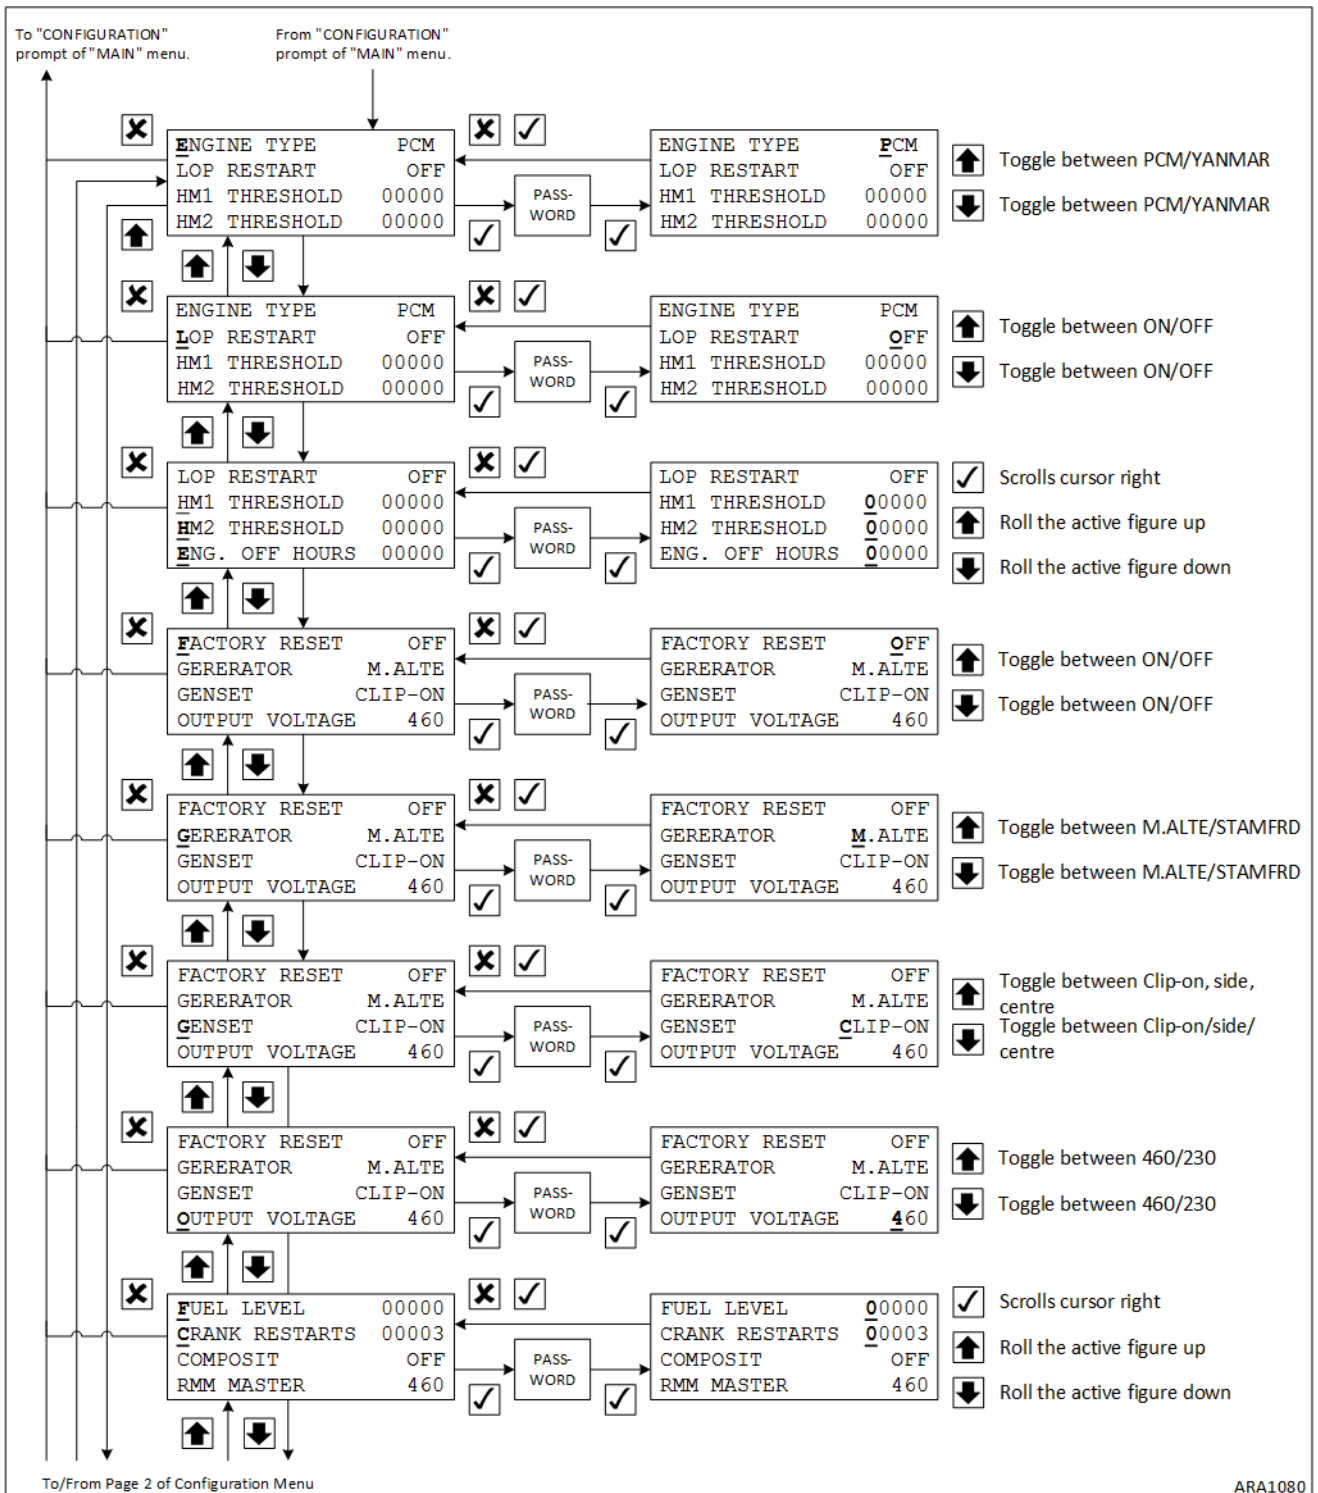 To "CONFIGURATION"
prompt of "MAIN" menu.
From "CONFIGURATION"
prompt of "MAIN" menu.
ENGINE TYPE PCM
LOP RESTART OFF
HM1 THRESHOLD 00000
HM2 THRESHOLD 00000
PASS-
WORD
ENGINE TYPE PCM
LOP RESTART OFF
HM1 THRESHOLD 00000
HM2 THRESHOLD 00000
Toggle between PCM/YANMAR
Toggle between PCM/YANMAR
ENGINE TYPE PCM
LOP RESTART OFF
HM1 THRESHOLD 00000
HM2 THRESHOLD 00000
PASS-
WORD
ENGINE TYPE PCM
LOP RESTART OFF
HM1 THRESHOLD 00000
HM2 THRESHOLD 00000
Toggle between ON/OFF
Toggle between ON/OFF
LOP RESTART OFF
HM1 THRESHOLD 00000
HM2 THRESHOLD 00000
ENG. OFF HOURS 00000
PASS-
WORD
LOP RESTART OFF
HM1 THRESHOLD 00000
HM2 THRESHOLD 00000
ENG. OFF HOURS 00000
Scrolls cursor right
Roll the active figure up
Roll the active figure down
FACTORY RESET OFF
GERERATOR M.ALTE
GENSET CLIP-ON
OUTPUT VOLTAGE 460
PASS-
WORD
FACTORY RESET OFF
GERERATOR M.ALTE
GENSET CLIP-ON
OUTPUT VOLTAGE 460
Toggle between ON/OFF
Toggle between ON/OFF
FACTORY RESET OFF
GERERATOR M.ALTE
GENSET CLIP-ON
OUTPUT VOLTAGE 460
PASS-
WORD
FACTORY RESET OFF
GERERATOR M.ALTE
GENSET CLIP-ON
OUTPUT VOLTAGE 460
Toggle between M.ALTE/STAMFRD
Toggle between M.ALTE/STAMFRD
FACTORY RESET OFF
GERERATOR M.ALTE
GENSET CLIP-ON
OUTPUT VOLTAGE 460
PASS-
WORD
FACTORY RESET OFF
GERERATOR M.ALTE
GENSET CLIP-ON
OUTPUT VOLTAGE 460
Toggle between Clip-on, side,
centre
Toggle between Clip-on/side/
centre
FACTORY RESET OFF
GERERATOR M.ALTE
GENSET CLIP-ON
OUTPUT VOLTAGE 460
PASS-
WORD
FACTORY RESET OFF
GERERATOR M.ALTE
GENSET CLIP-ON
OUTPUT VOLTAGE 460
Toggle between 460/230
Toggle between 460/230
FUEL LEVEL 00000
CRANK RESTARTS 00003
COMPOSIT OFF
RMM MASTER 460
PASS-
WORD
FUEL LEVEL 00000
CRANK RESTARTS 00003
COMPOSIT OFF
RMM MASTER 460
Scrolls cursor right
Roll the active figure up
Roll the active figure down
To/From Page 2 of Configuration Menu
ARA1080